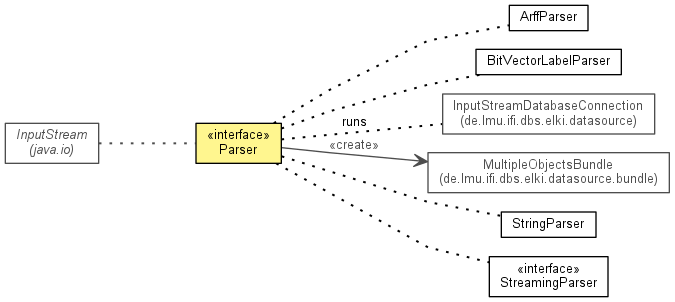 ArffParser
BitVectorLabelParser
InputStreamDatabaseConnection
(de.lmu.ifi.dbs.elki.datasource)
runs
InputStream
(java.io)
«interface»
Parser
«create»
MultipleObjectsBundle
(de.lmu.ifi.dbs.elki.datasource.bundle)
StringParser
«interface»
StreamingParser